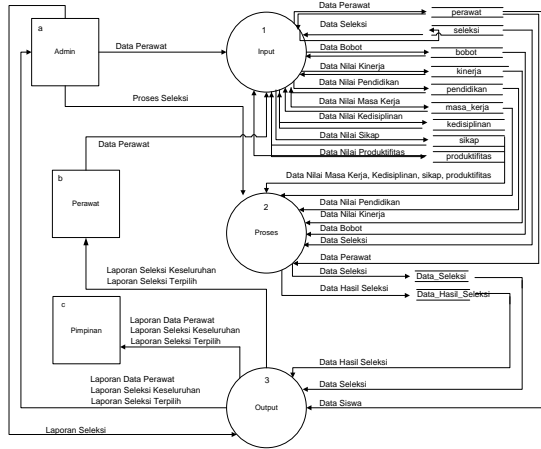 Data Perawat
perawat
1
a
Data Seleksi
seleksi
Data Perawat
Data Bobot
bobot
Admin
Input
Data Nilai Kinerja
kinerja
Data Nilai Pendidikan
pendidikan
Proses Seleksi
Data Nilai Masa Kerja
masa_kerja
Data Nilai Kedisiplinan
kedisiplinan
Data Nilai Sikap
sikap
Data Perawat
Data Nilai Produktifitas
produktifitas
b
Data Nilai Masa Kerja, Kedisiplinan, sikap, produktifitas
Perawat
2
Data Nilai Pendidikan
Data Nilai Kinerja
Proses
Data Bobot
Data Seleksi
Data Perawat
Laporan Seleksi Keseluruhan
Laporan Seleksi Terpilih
Data Seleksi
Data_Seleksi
Data Hasil Seleksi
Data_Hasil_Seleksi
c
Pimpinan
Laporan Data Perawat
Laporan Seleksi Keseluruhan
Laporan Seleksi Terpilih
Data Hasil Seleksi
Laporan Data Perawat
Laporan Seleksi Keseluruhan
Laporan Seleksi Terpilih
3
Output
Data Seleksi
Data Siswa
Laporan Seleksi